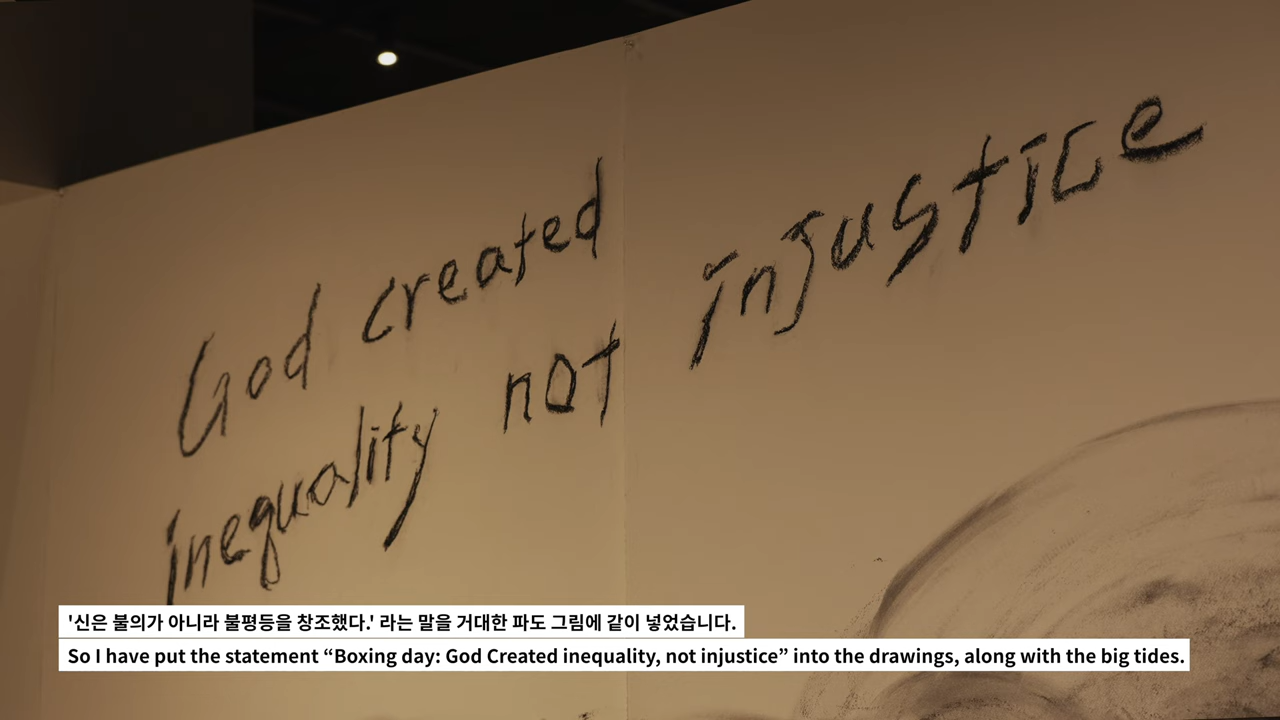 God created
inequality not
injustice
'신은 불의가 아니라 불평등을 창조했다.' 라는 말을 거대한 파도 그림에 같이 넣었습니다.
So I have put the statement “Boxing day: God Created inequality, not injustice” into the drawings, along with the big tides.